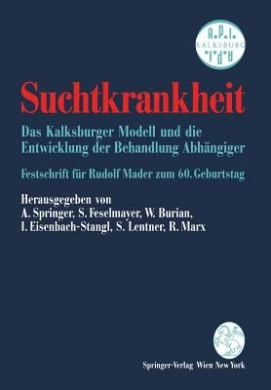 A.P.I.
KALKSBURG
Suchtkrankheit
Das Kalksburger Modell und die
Entwicklung der Behandlung Abhängiger
Festschrift für Rudolf Mader zum 60. Geburtstag
Herausgegeben von
A. Springer, S. Feselmayer, W. Burian,
I. Eisenbach-Stangl, S. Lentner, R. Marx
Springer-Verlag Wien New York